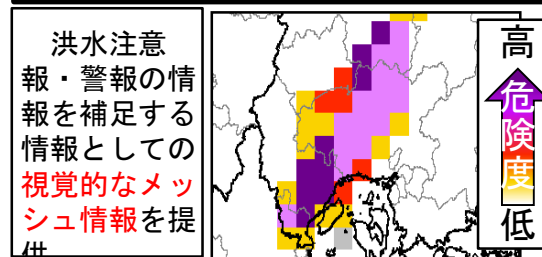 洪水注意
報・警報の情
報を補足する
情報としての
視覚的なメッ
シュ情報を提
供
高
危険度
低